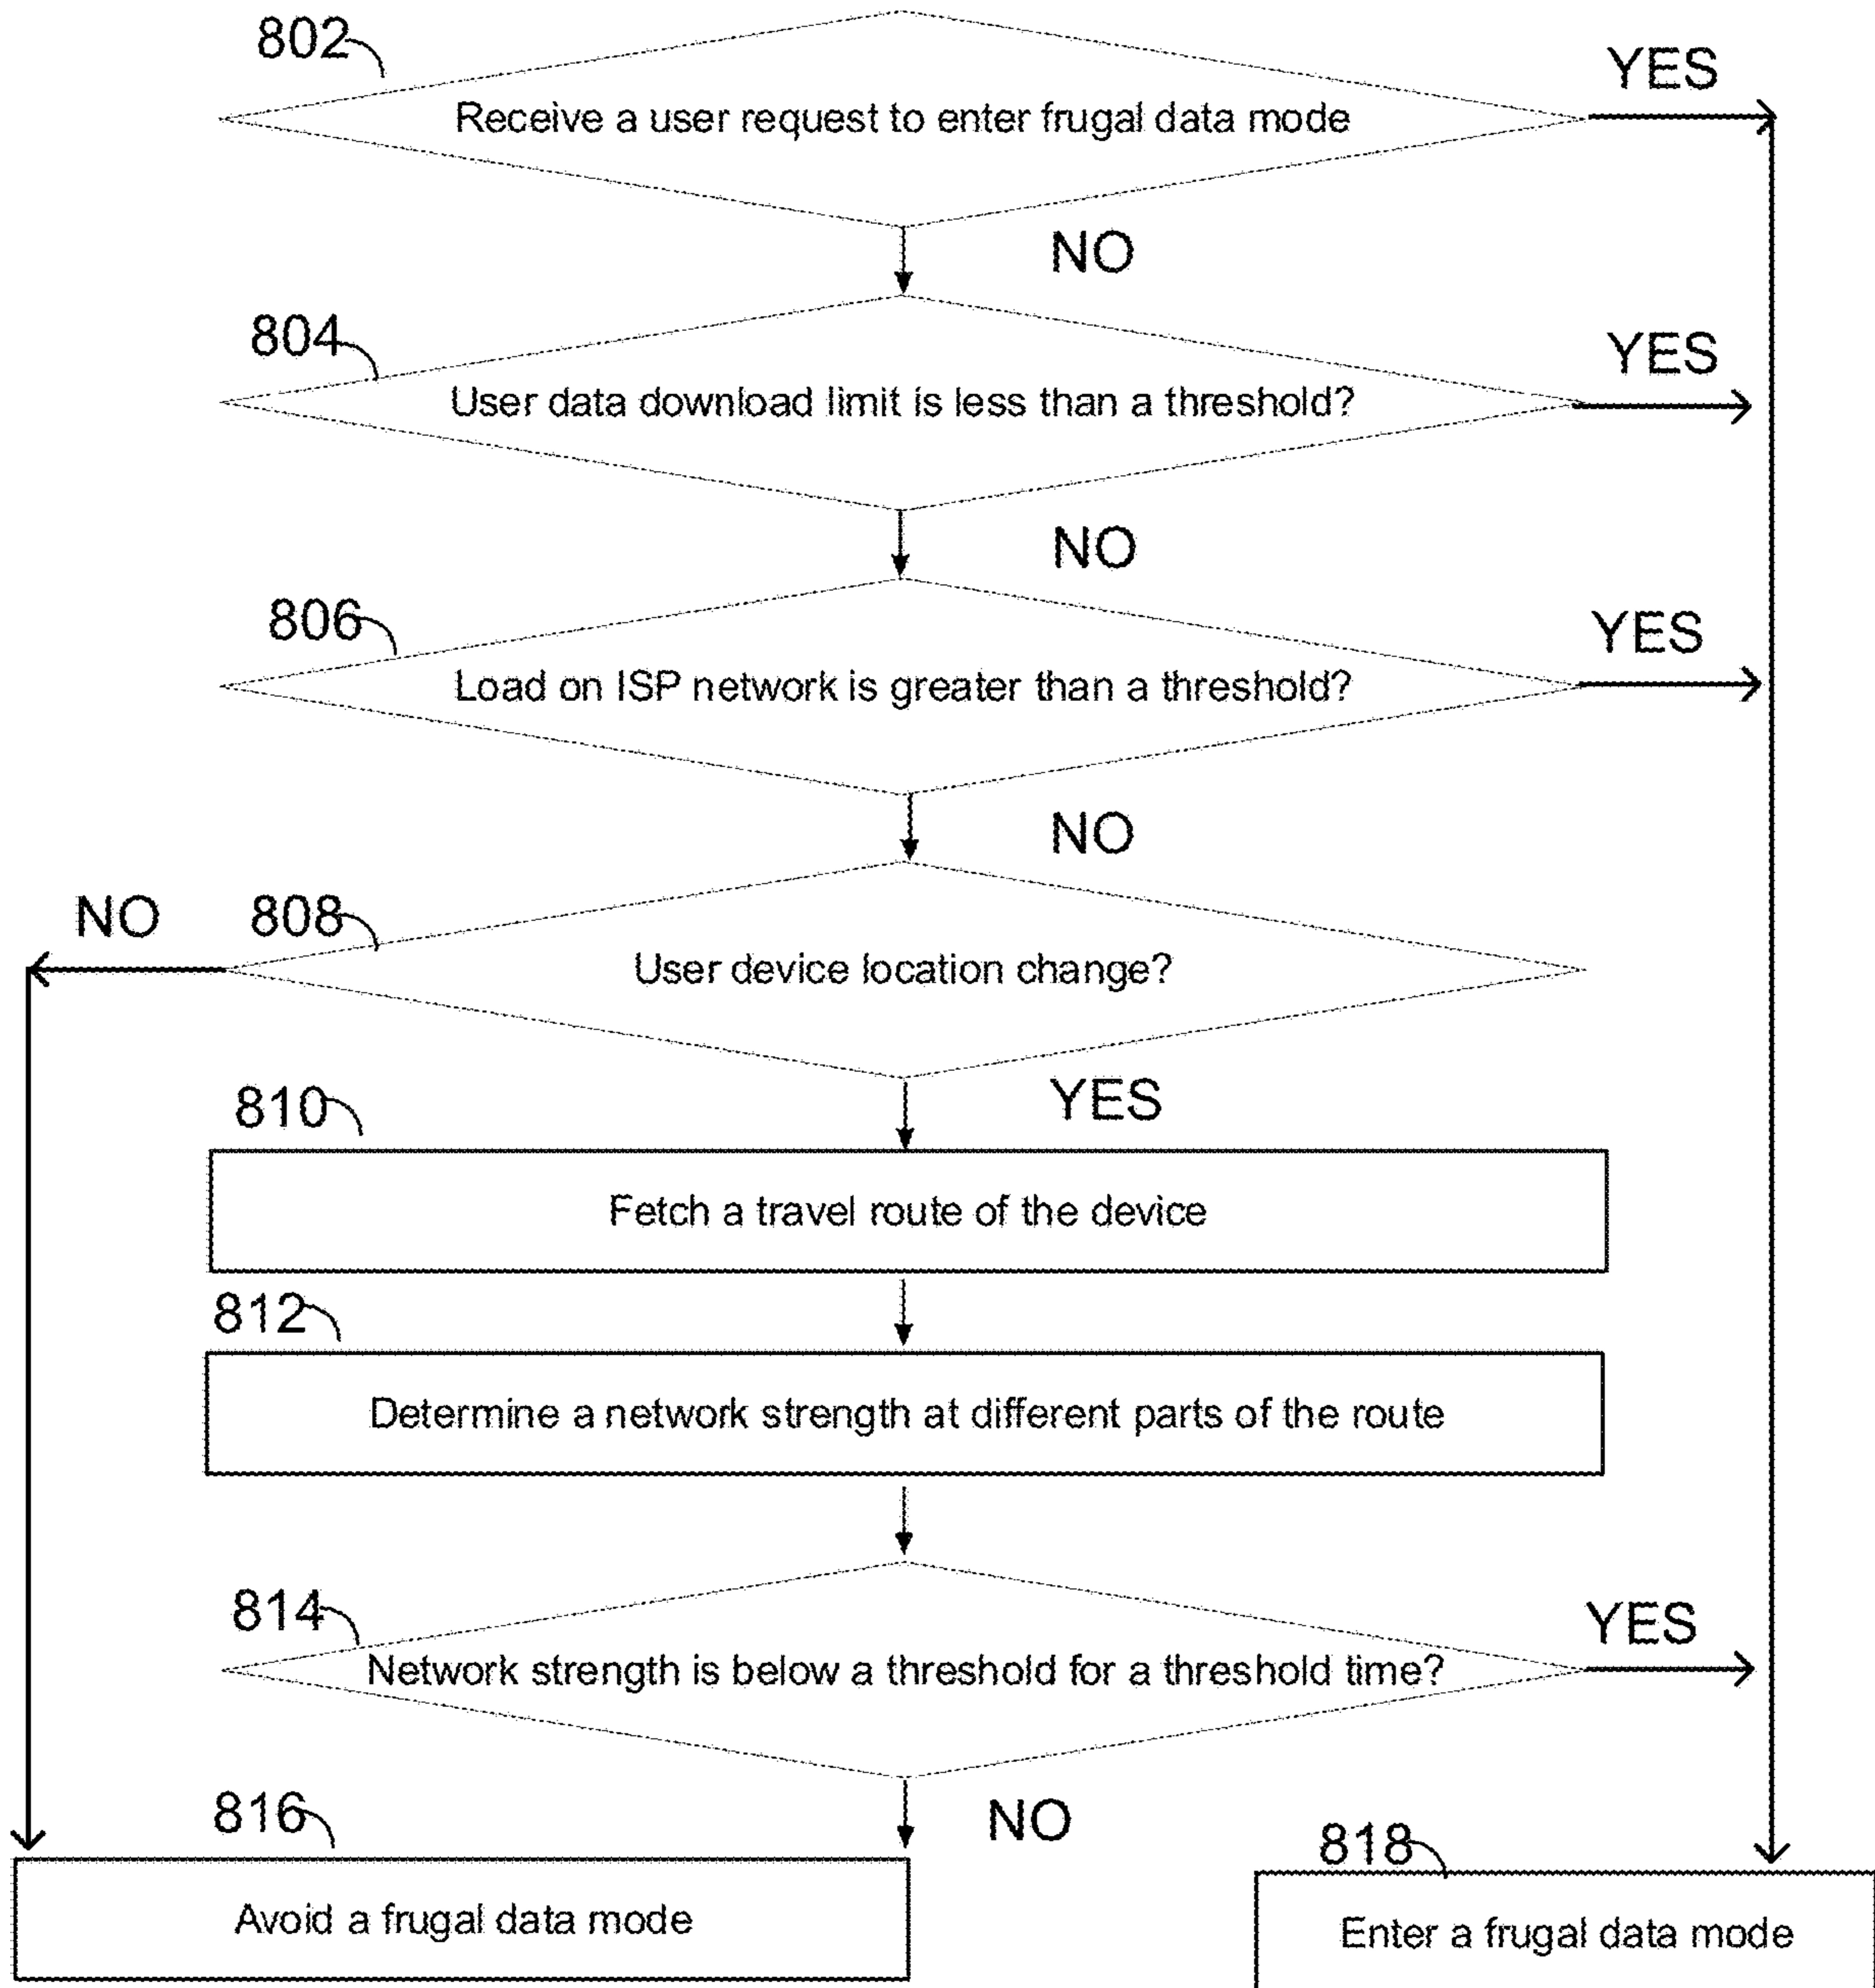 802
YES
Receive a user request to enter frugal data mode
NO
804
YES
User data download limit is less than a threshold?
NO
806
YES
Load on ISP network is greater than a threshold?
NO
NO
808
User device location change?
YES
810
Fetch a travel route of the device
812
Determine a network strength at different parts of the route
814
YES
Network strength is below a threshold for a threshold time?
NO
816
818
Avoid a frugal data mode
Enter a frugal data mode